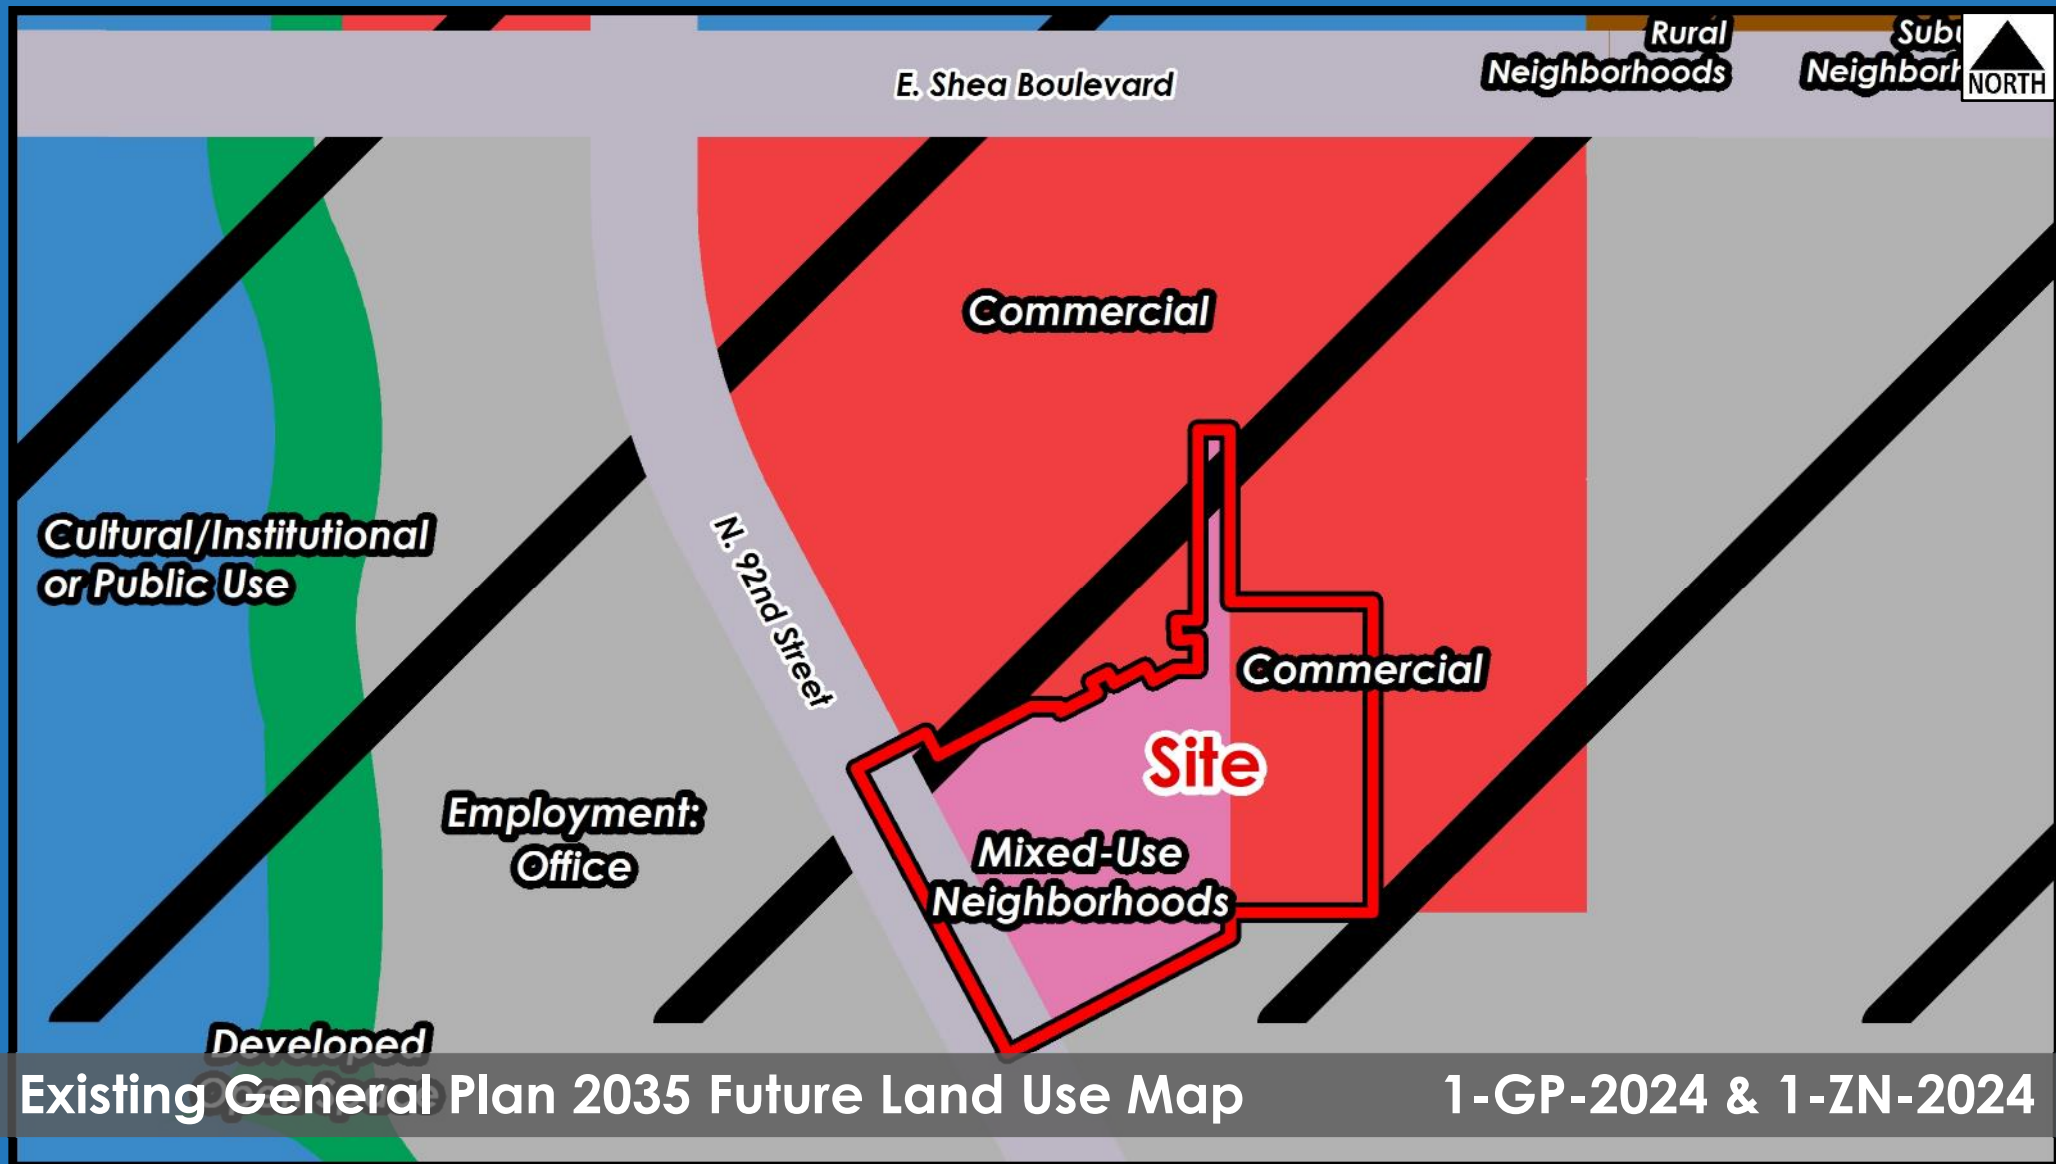 Rural
Neighborhoods
NORTH
E. Shea Boulevard
Commercial
Cultural/Institutional
or Public Use
N. 92nd Street
Commercial
Site
Employment:
Office
Mixed-Use
Neighborhoods
Developed
Existing General Plan 2035 Future Land Use Map
1-GP-2024 & 1-ZN-2024